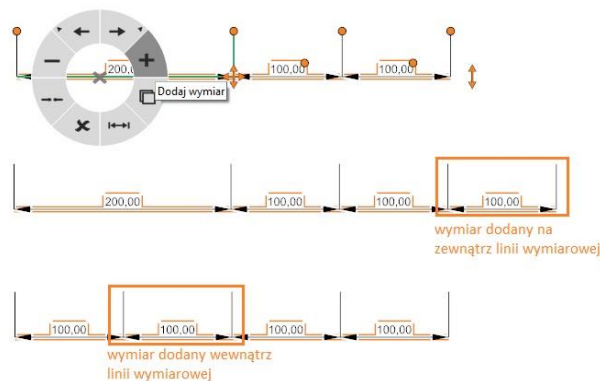 200,00 100,00 100,00
Dodaj wymiar
200,00 100,00 100,00 100,00
wymiar dodany na
zewnątrz linii wymiarowej
100,00 100,00 100,00 100,00
wymiar dodany wewnątrz
linii wymiarowej